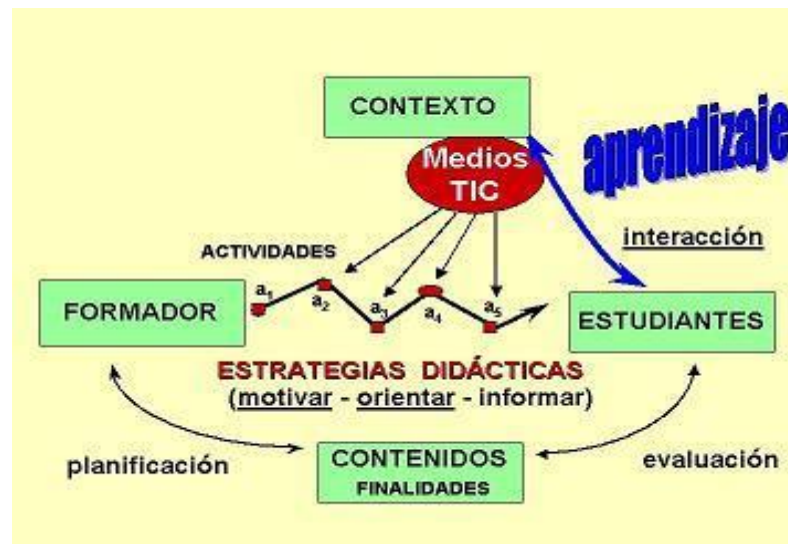 CONTEXTO
aprendizaje
Medios
TIC
interacción
ACTIVIDADES
a1
a2
a3
a4
a5
FORMADOR
ESTUDIANTES
ESTRATEGIAS DIDÁCTICAS
(motivar - orientar - informar)
planificación
CONTENIDOS
FINALIDADES
evaluación